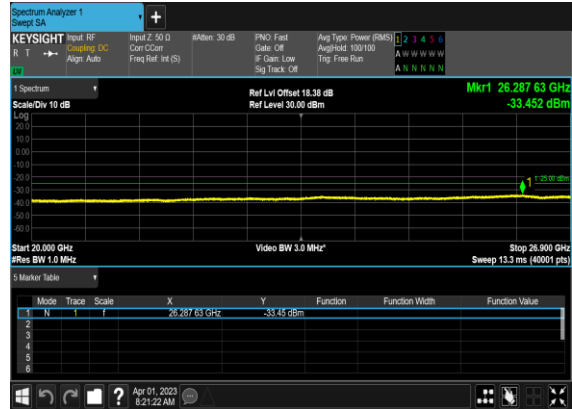 Spectrum Analyzer 1
Swept SA
+
KEYSIGHT Input: RF Input Z: 50 Ω #Atten: 30 dB PNO: Fast Avg Type: Power (RMS) 1 2 3 4 5 6
R T Coupling: DC Corr CCorr Gate: Off Avg|Hold: 100/100 A W W W W W
Align: Auto Freq Ref: Int (S) IF Gain: Low Trig: Free Run
Sig Track: Off A N N N N N
1 Spectrum Ref Lvl Offset 18.38 dB Mkr1 26.287 63 GHz
Scale/Div 10 dB Ref Level 30.00 dBm -33.452 dBm
Log
20.0
10.0
0.00
-10.0
-20.0
1 -25.00 dBm
-30.0
-40.0
-50.0
-60.0
Start 20.000 GHz Video BW 3.0 MHz* Stop 26.900 GHz
#Res BW 1.0 MHz Sweep 13.3 ms (40001 pts)
5 Marker Table
Mode Trace Scale X Y Function Function Width Function Value
1 N 1 f 26.287 63 GHz -33.45 dBm
2
3
4
5
6
? Apr 01, 2023
8:21:22 AM